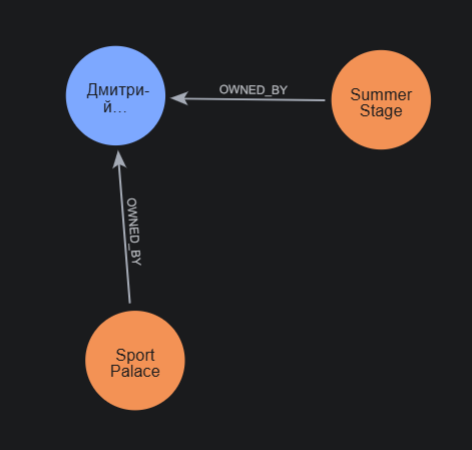 Дмитри-
й...
OWNED_BY
Summer
Stage
OWNED_BY
Sport
Palace